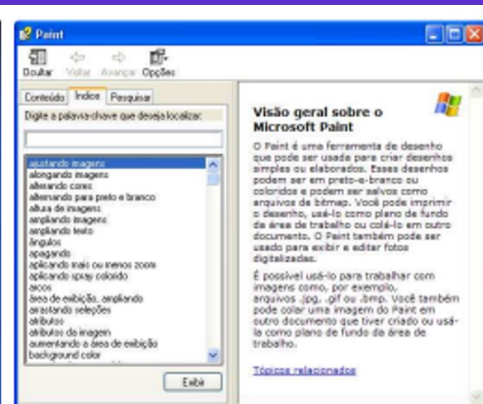 Paint
Ocultar Voltar Avançar Opções
Conteúdo Índice Pesquisar
Digite a palavra-chave que deseja localizar:
ajustando imagens
alongando imagens
alterando cores
alternando para preto e branco
altura de imagens
ampliando imagens
ampliando texto
ângulos
apagando
aplicando mais ou menos zoom
aplicando spray colorido
arcos
área de exibição, ampliando
arrastando seleções
atributos
atributos da imagem
aumentando a área de exibição
background color
Exibir
Visão geral sobre o
Microsoft Paint
O Paint é uma ferramenta de desenho
que pode ser usada para criar desenhos
simples ou elaborados. Esses desenhos
podem ser em preto-e-branco ou
coloridos e podem ser salvos como
arquivos de bitmap. Você pode imprimir
o desenho, usá-lo como plano de fundo
da área de trabalho ou colá-lo em outro
documento. O Paint também pode ser
usado para exibir e editar fotos
digitalizadas.
É possível usá-lo para trabalhar com
imagens como, por exemplo,
arquivos .jpg, .gif ou .bmp. Você também
pode colar uma imagem do Paint em
outro documento que tiver criado ou usá-
la como plano de fundo da área de
trabalho.
Tópicos relacionados